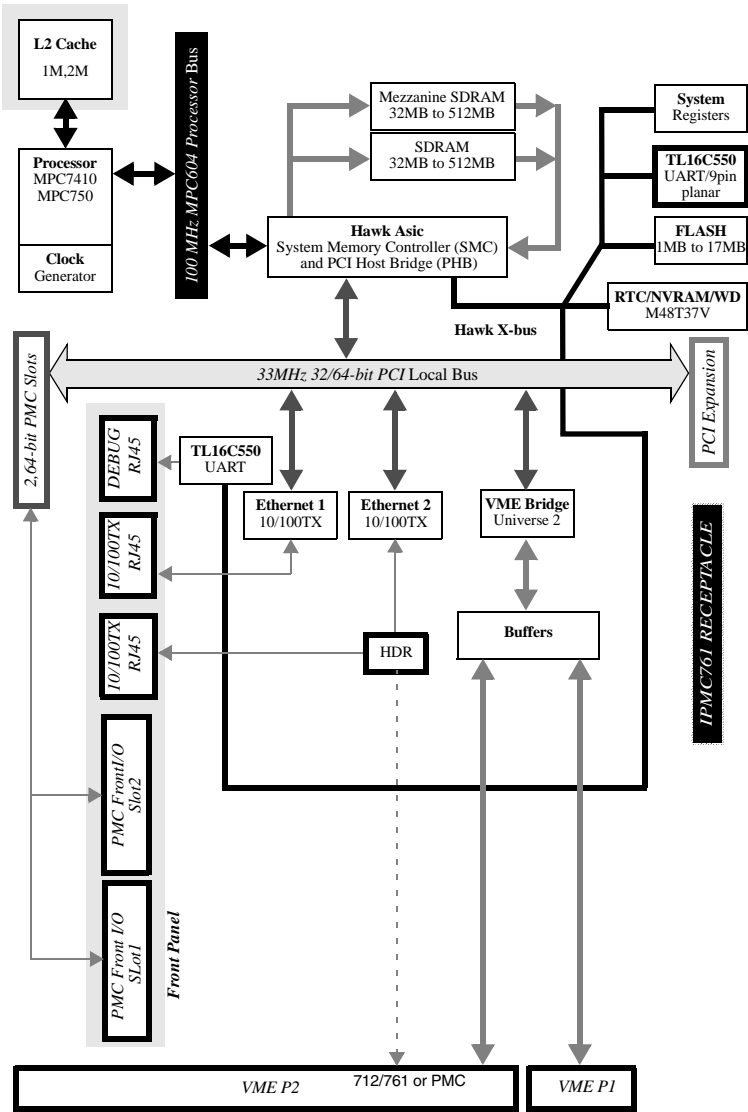 L2 Cache
1M,2M
Processor
MPC7410
MPC750
Clock
Generator
100 MHz MPC604 Processor Bus
Mezzanine SDRAM
32MB to 512MB
SDRAM
32MB to 512MB
Hawk Asic
System Memory Controller (SMC)
and PCI Host Bridge (PHB)
System
Registers
TL16C550
UART/9pin
planar
FLASH
1MB to 17MB
RTC/NVRAM/WD
M48T37V
Hawk X-bus
33MHz 32/64-bit PCI Local Bus
2,64-bit PMC Slots
PCI Expansion
DEBUG
RJ45
TL16C550
UART
Ethernet 1
10/100TX
Ethernet 2
10/100TX
VME Bridge
Universe 2
10/100TX
RJ45
10/100TX
RJ45
HDR
Buffers
IPMC761 RECEPTACLE
PMC FrontI/O
Slot2
PMC Front I/O
SLot1
Front Panel
VME P2
712/761 or PMC
VME P1